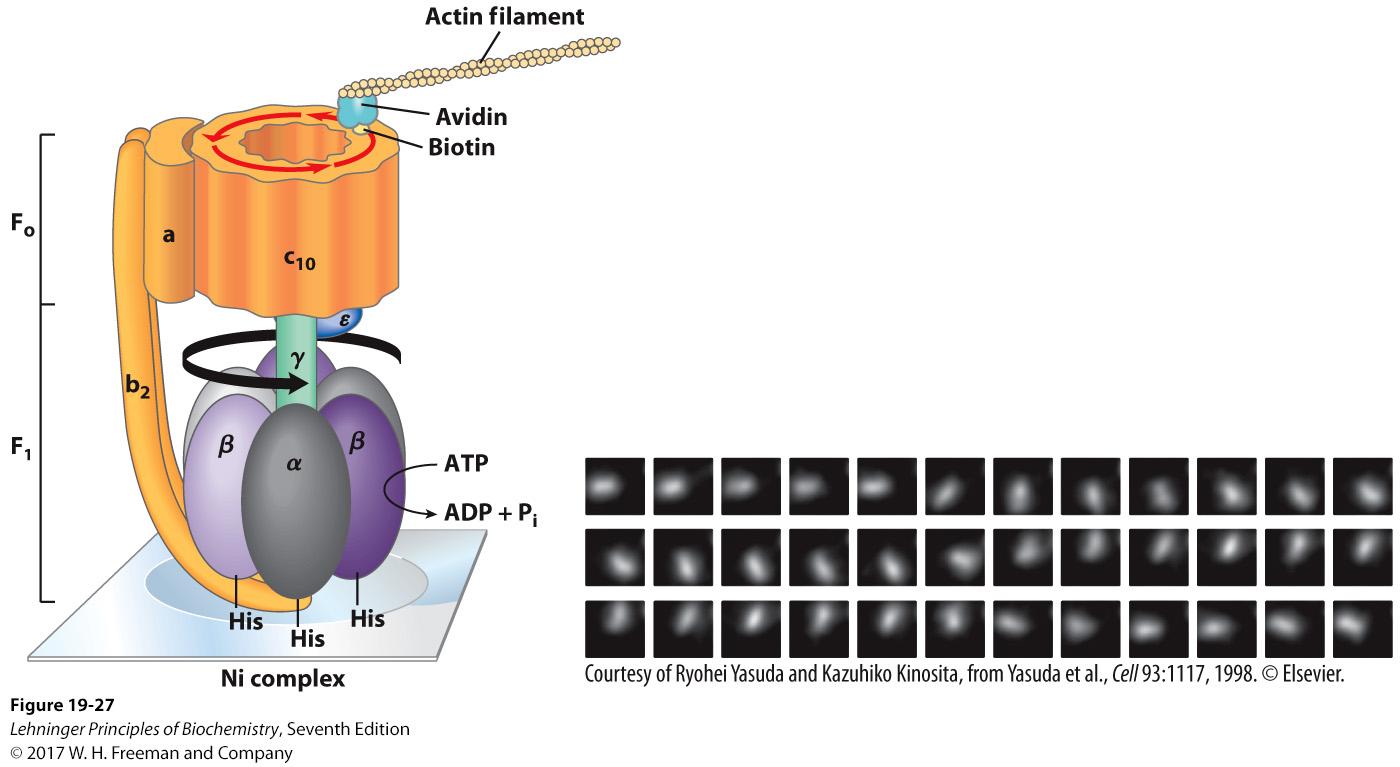 Actin filament
Avidin
Biotin
Fo
a
c10
ε
γ
b2
F1
β
α
β
ATP
ADP + Pi
His
His
His
Ni complex
Courtesy of Ryohei Yasuda and Kazuhiko Kinosita, from Yasuda et al., Cell 93:1117, 1998. © Elsevier.
Figure 19-27
Lehninger Principles of Biochemistry, Seventh Edition
© 2017 W. H. Freeman and Company